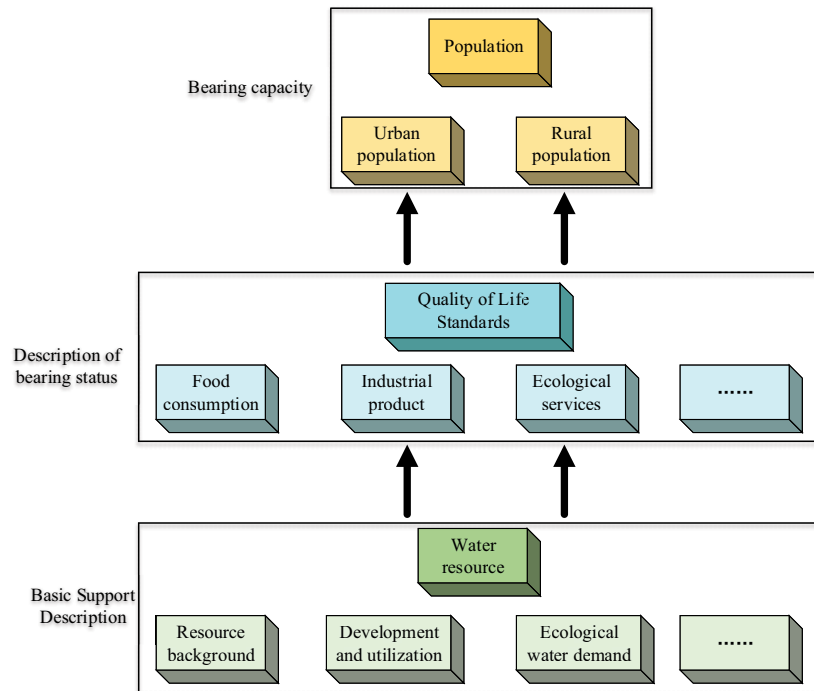 Population
Bearing capacity
Urban
population
Rural
population
Quality of Life
Standards
Description of
bearing status
Food
consumption
Industrial
product
Ecological
services
......
Water
resource
Basic Support
Description
Resource
background
Development
and utilization
Ecological
water demand
......